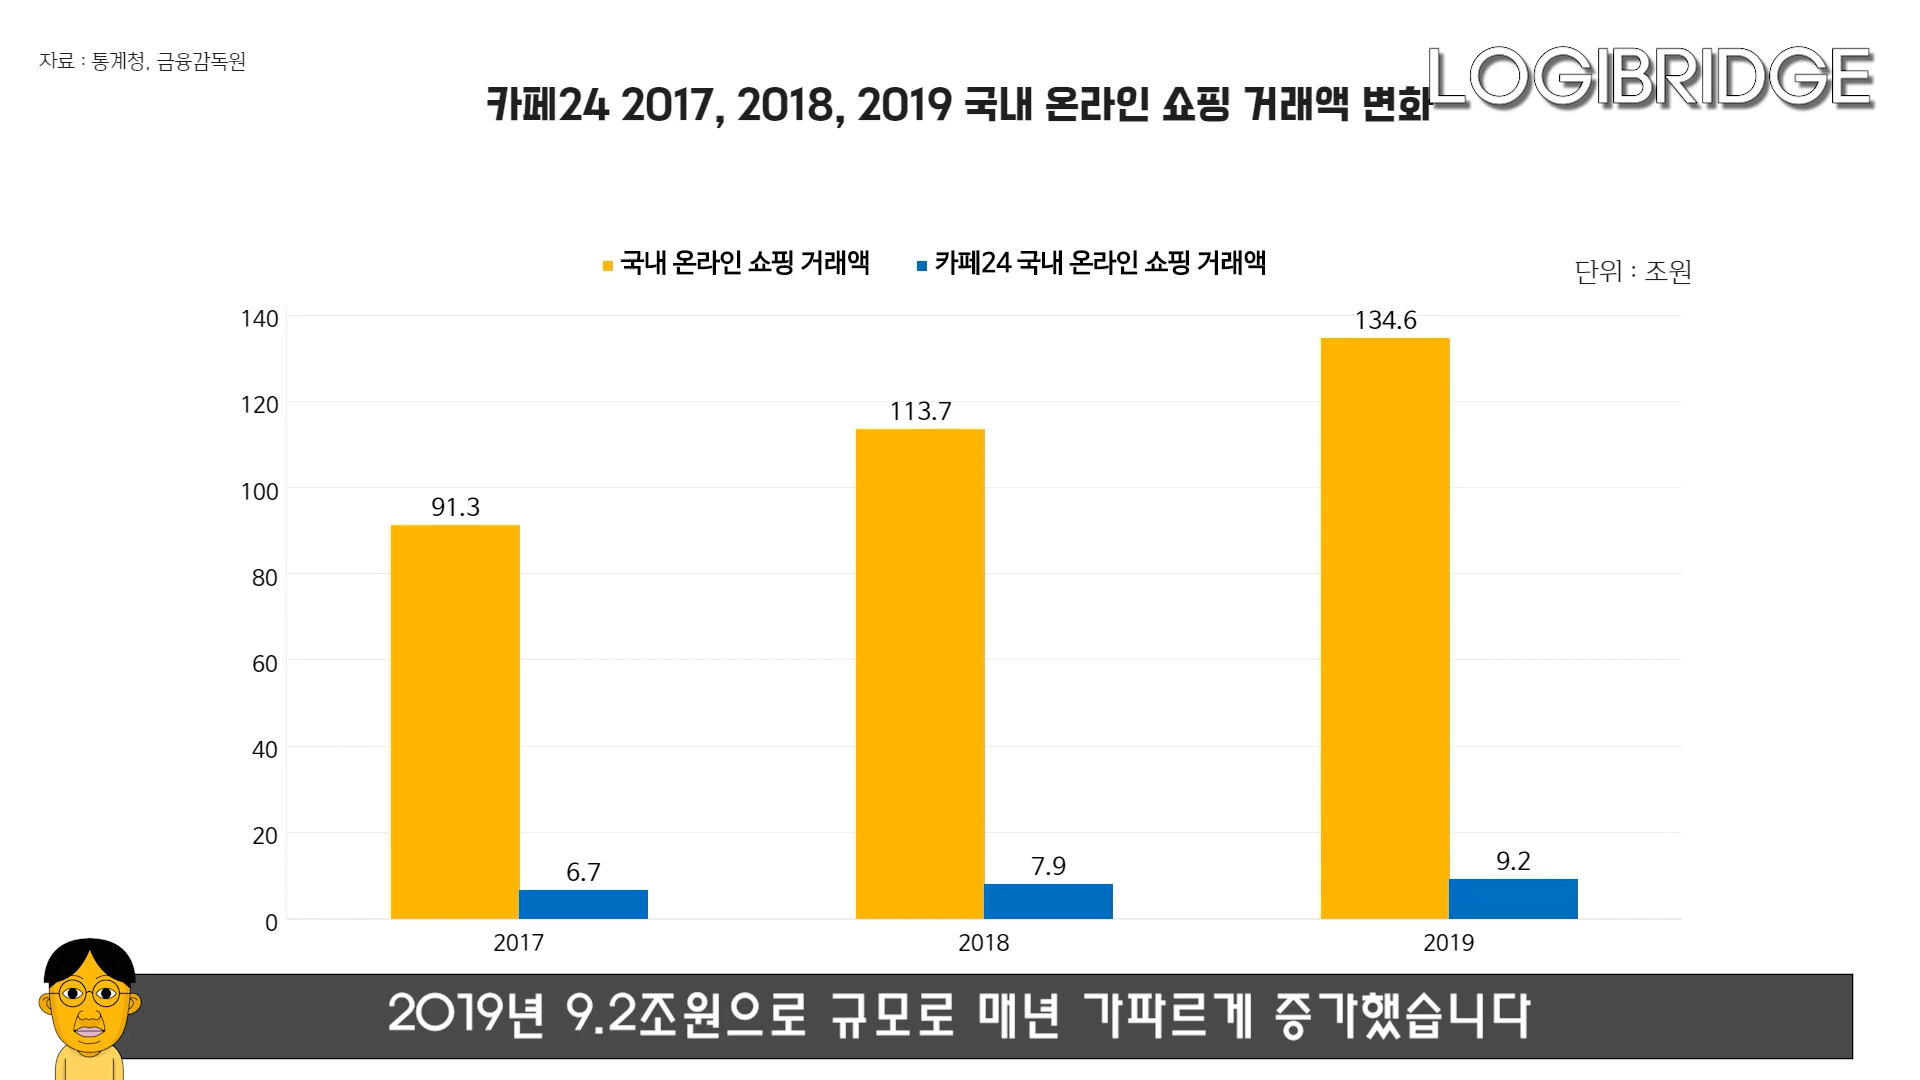 자료 : 통계청, 금융감독원
LOGIBRIDGE
카페24 2017, 2018, 2019 국내 온라인 쇼핑 거래액 변화
국내 온라인 쇼핑 거래액 카페24 국내 온라인 쇼핑 거래액
단위 : 조원
140
120
100
80
60
40
20
0
91.3
6.7
113.7
7.9
134.6
9.2
2017 2018 2019
2019년 9.2조원으로 규모로 매년 가파르게 증가했습니다